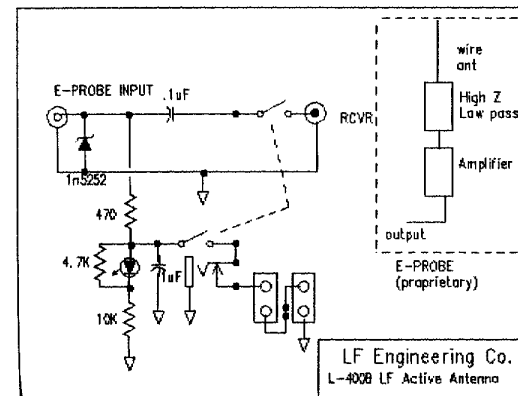 E-PROBE INPUT
.1uF
RCVR
1n5252
470
4.7K
.1uF
10K
wire
ant
High Z
Low pass
Amplifier
output
E-PROBE
(proprietary)
LF Engineering Co.
L-400B LF Active Antenna